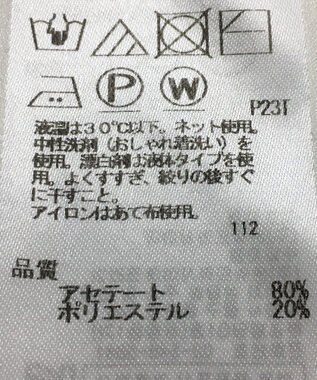 P W
P23T
液温は30℃以下。ネット使用。
中性洗剤（おしゃれ着洗い）を
使用。漂白剤は液体タイプを使
用。よくすすぎ、絞りの後すぐ
に干すこと。
アイロンはあて布使用。
112
品質
アセテート 80%
ポリエステル 20%